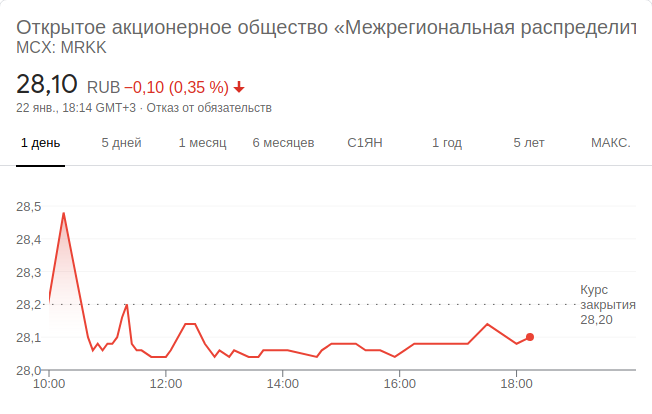 Открытое акционерное общество «Межрегиональная распределит
MCX: MRKK
28,10 RUB −0,10 (0,35 %)
22 янв., 18:14 GMT+3 · Отказ от обязательств
1 день 5 дней 1 месяц 6 месяцев С1ЯН 1 год 5 лет МАКС.
28,5
28,4
28,3
28,2
28,1
28,0
Курс
закрытия
28,20
10:00 12:00 14:00 16:00 18:00